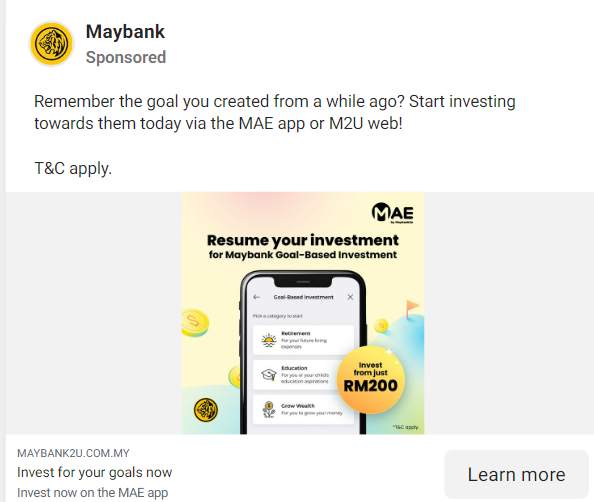 Maybank
Sponsored
Remember the goal you created from a while ago? Start investing
towards them today via the MAE app or M2U web!
T&C apply.
MAE
by Maybank2u
Resume your investment
for Maybank Goal-Based Investment
Goal-Based Investment
Pick a category to start
Retirement
For your future living
expenses
Education
For you or your child's
education aspirations
Grow Wealth
For you to grow your money
Invest
from just
RM200
*T&C apply.
MAYBANK2U.COM.MY
Invest for your goals now
Invest now on the MAE app
Learn more